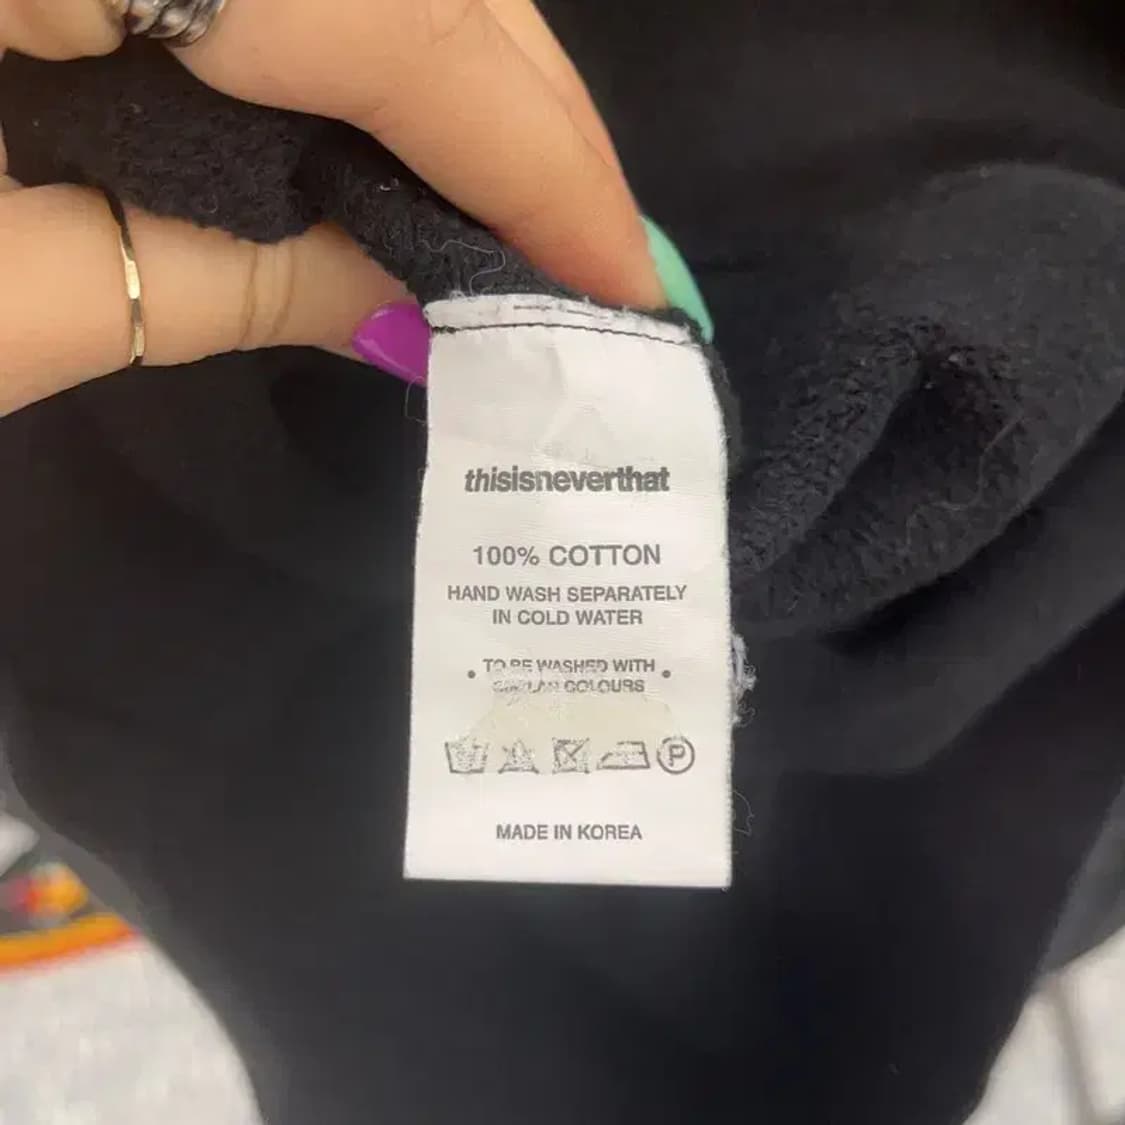 thisisneverthat
100% COTTON
HAND WASH SEPARATELY
IN COLD WATER
• TO BE WASHED WITH •
COLOURS
P
MADE IN KOREA